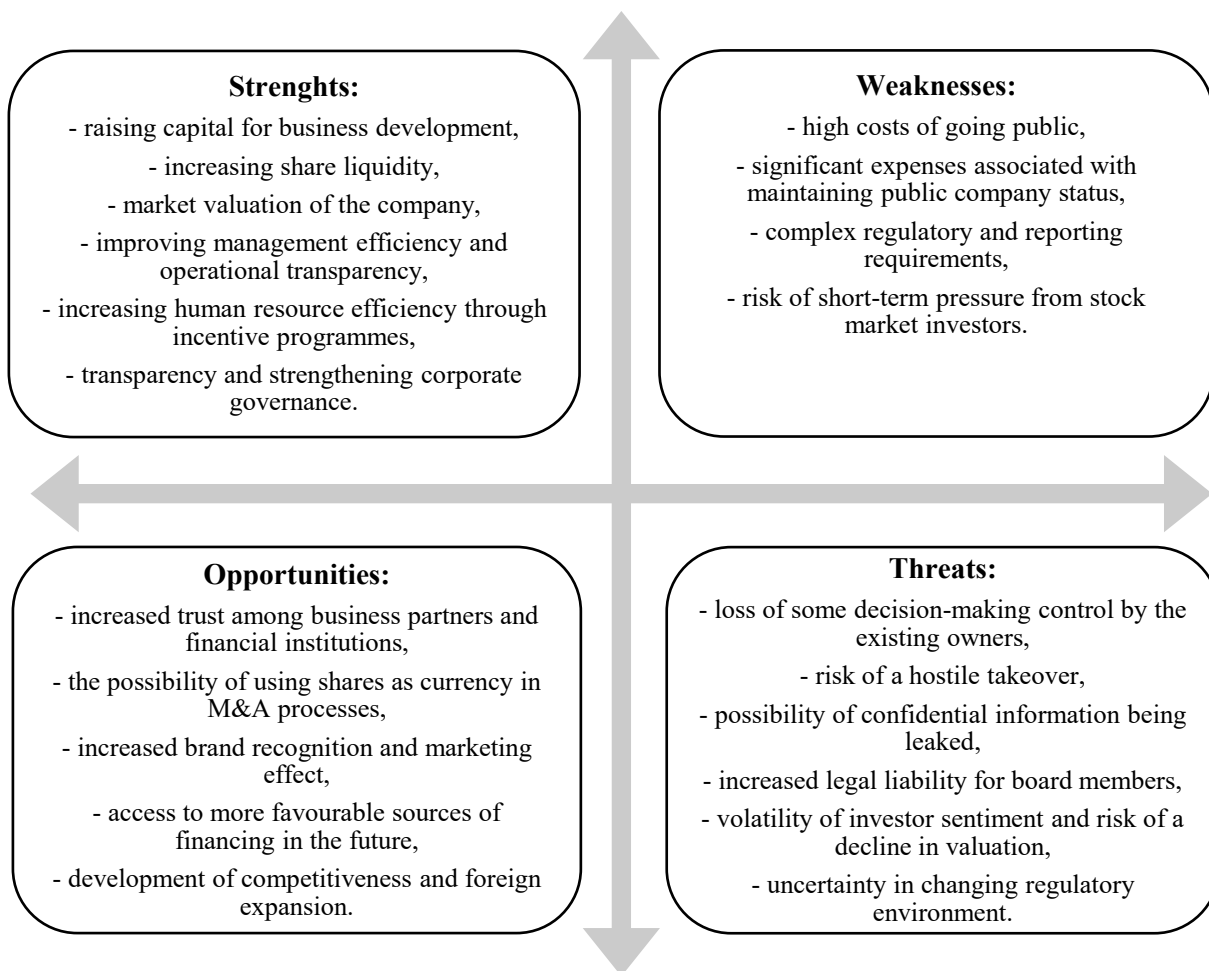 Strenghts:
- raising capital for business development,
- increasing share liquidity,
- market valuation of the company,
- improving management efficiency and
operational transparency,
- increasing human resource efficiency through
incentive programmes,
- transparency and strengthening corporate
governance.
Weaknesses:
- high costs of going public,
- significant expenses associated with
maintaining public company status,
- complex regulatory and reporting
requirements,
- risk of short-term pressure from stock
market investors.
Opportunities:
- increased trust among business partners and
financial institutions,
- the possibility of using shares as currency in
M&A processes,
- increased brand recognition and marketing
effect,
- access to more favourable sources of
financing in the future,
- development of competitiveness and foreign
expansion.
Threats:
- loss of some decision-making control by the
existing owners,
- risk of a hostile takeover,
- possibility of confidential information being
leaked,
- increased legal liability for board members,
- volatility of investor sentiment and risk of a
decline in valuation,
- uncertainty in changing regulatory
environment.